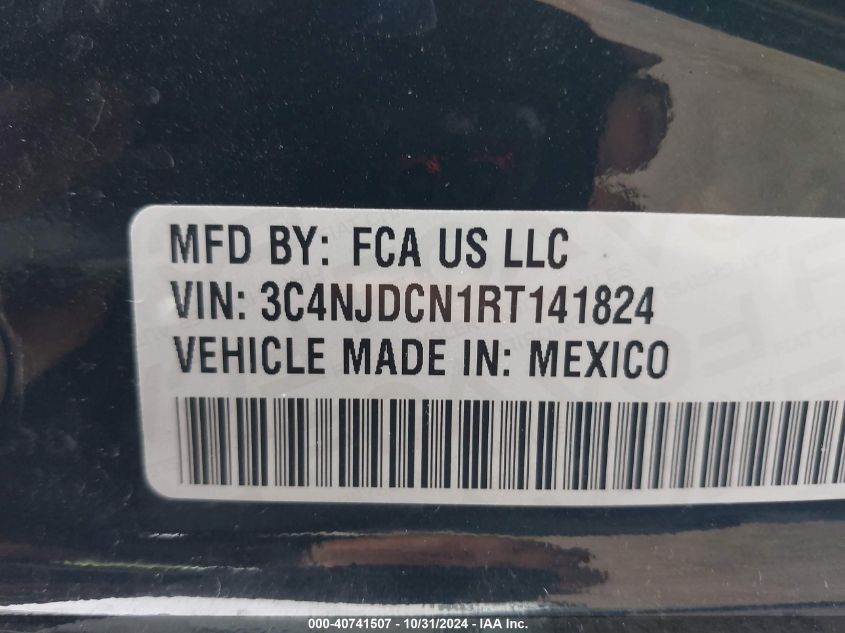 MFD BY: FCA US LLC
VIN: 3C4NJDCN1RT141824
VEHICLE MADE IN: MEXICO
000-40741507 - 10/31/2024 - IAA Inc.